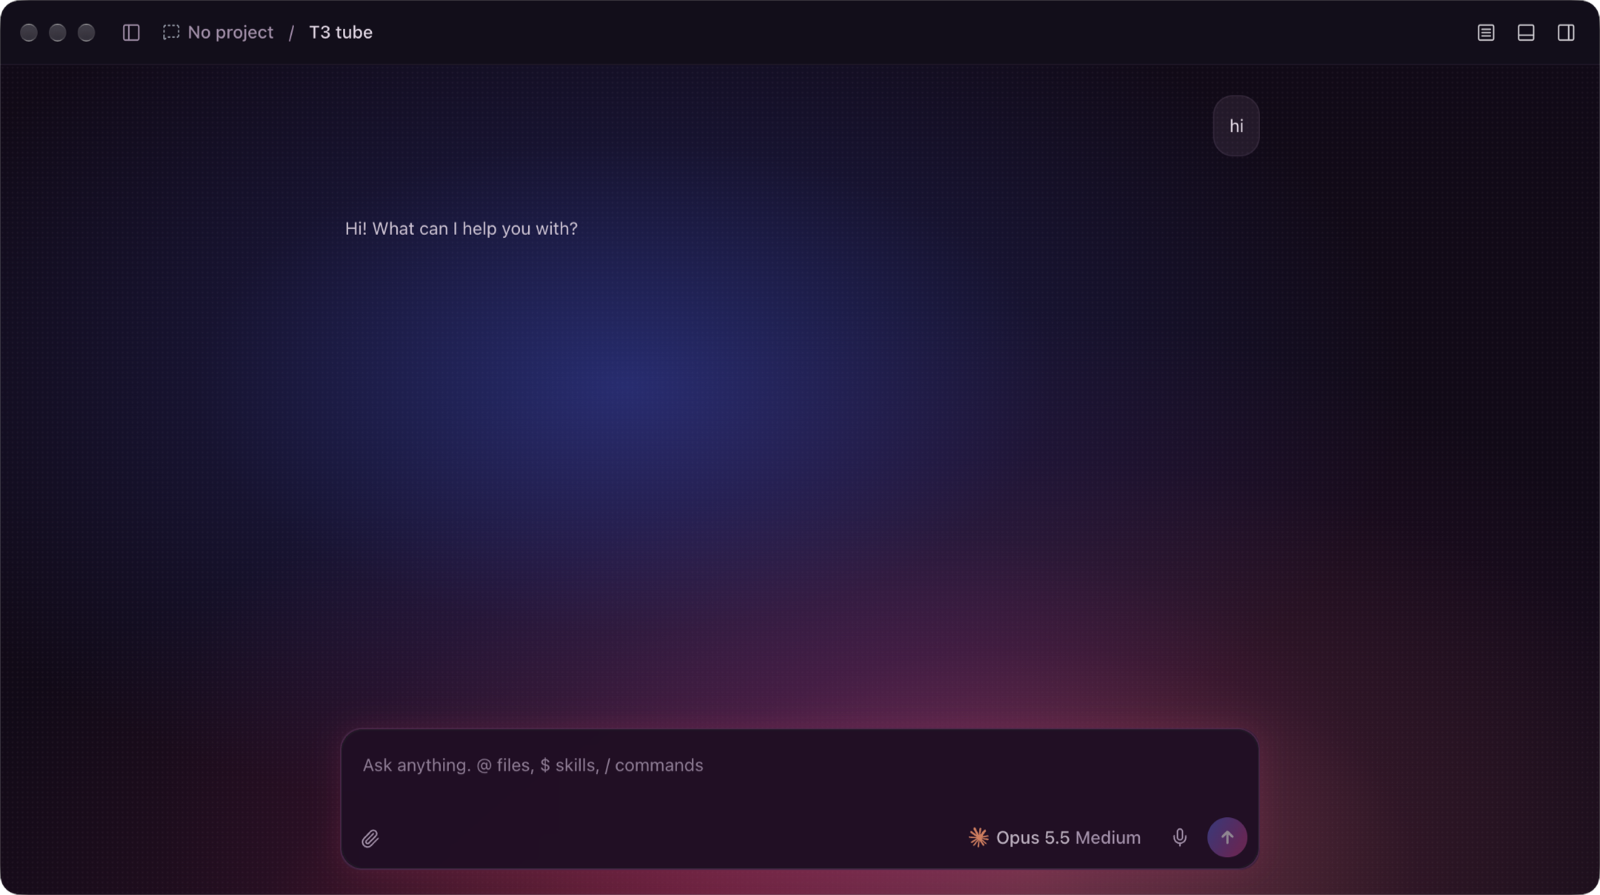 No project / T3 tube
hi
Hi! What can I help you with?
Ask anything. @ files, $ skills, / commands
Opus 5.5 Medium